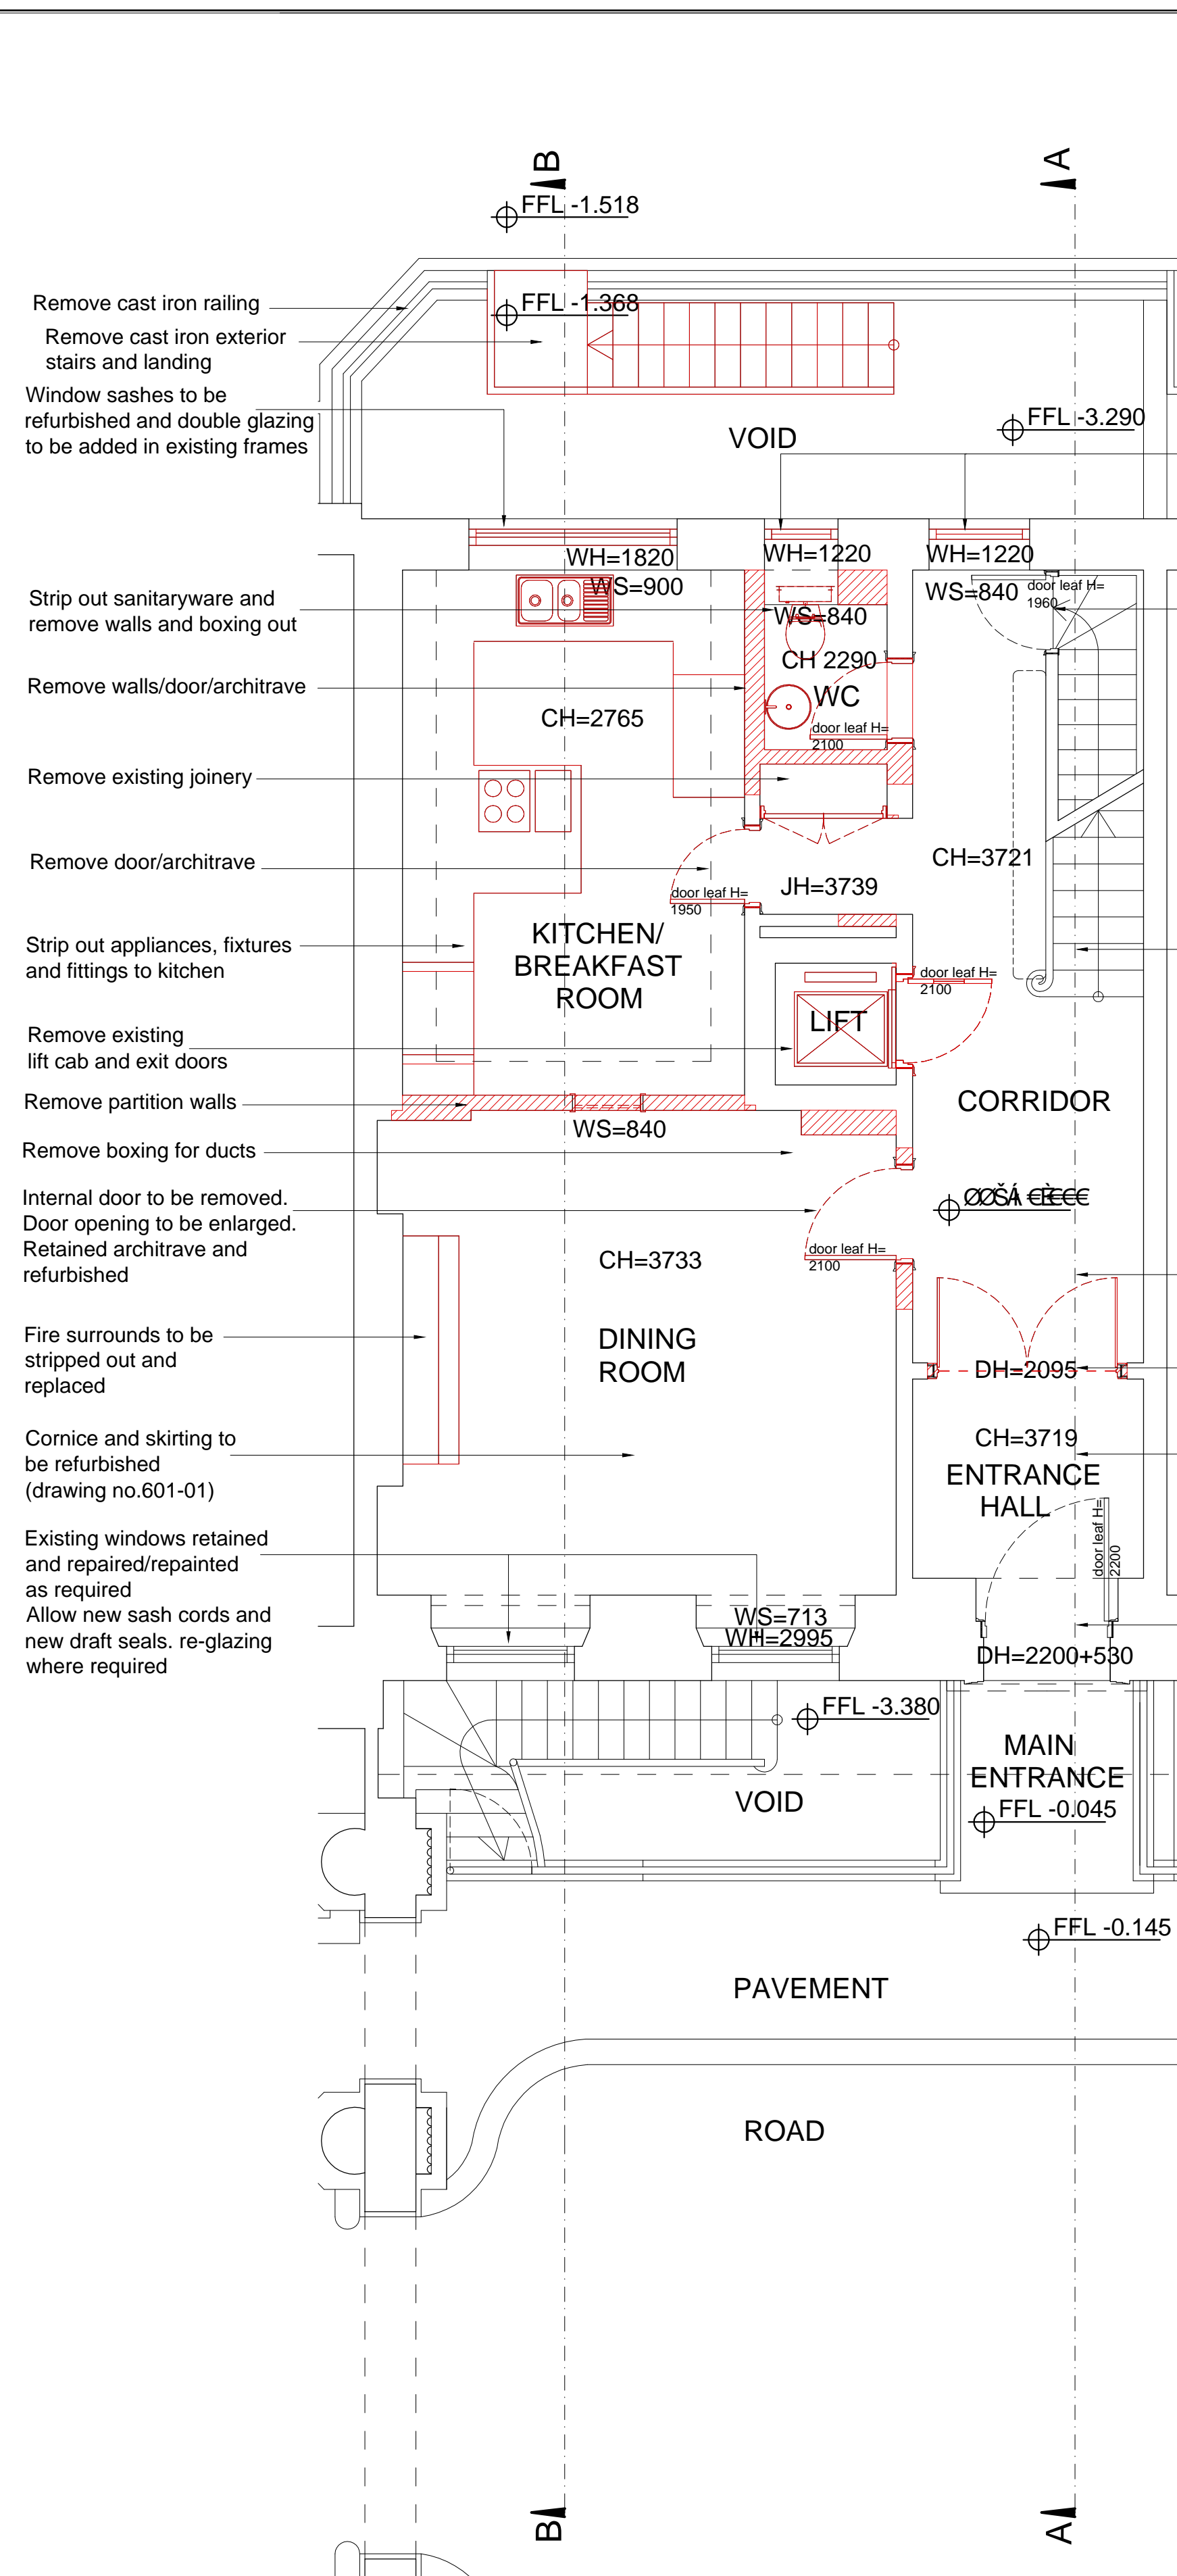 B
A
FFL -1.518
Remove cast iron railing
FFL -1.368
Remove cast iron exterior
stairs and landing
Window sashes to be
refurbished and double glazing
to be added in existing frames
FFL -3.290
VOID
WH=1820
WS=900
WH=1220
WS=840
WH=1220
WS=840
door leaf H=
1960
Strip out sanitaryware and
remove walls and boxing out
CH 2290
WC
door leaf H=
2100
Remove walls/door/architrave
CH=2765
Remove existing joinery
Remove door/architrave
CH=3721
JH=3739
door leaf H=
1950
Strip out appliances, fixtures
and fittings to kitchen
KITCHEN/
BREAKFAST
ROOM
door leaf H=
2100
LIFT
Remove existing
lift cab and exit doors
CORRIDOR
Remove partition walls
WS=840
Remove boxing for ducts
Internal door to be removed.
Door opening to be enlarged.
Retained architrave and
refurbished
door leaf H=
2100
CH=3733
Fire surrounds to be
stripped out and
replaced
DINING
ROOM
DH=2095
CH=3719
ENTRANCE
HALL
Cornice and skirting to
be refurbished
(drawing no.601-01)
door leaf H=
2200
Existing windows retained
and repaired/repainted
as required
Allow new sash cords and
new draft seals. re-glazing
where required
WS=713
WH=2995
DH=2200+530
FFL -3.380
MAIN
ENTRANCE
VOID
FFL -0.045
FFL -0.145
PAVEMENT
ROAD
B
A